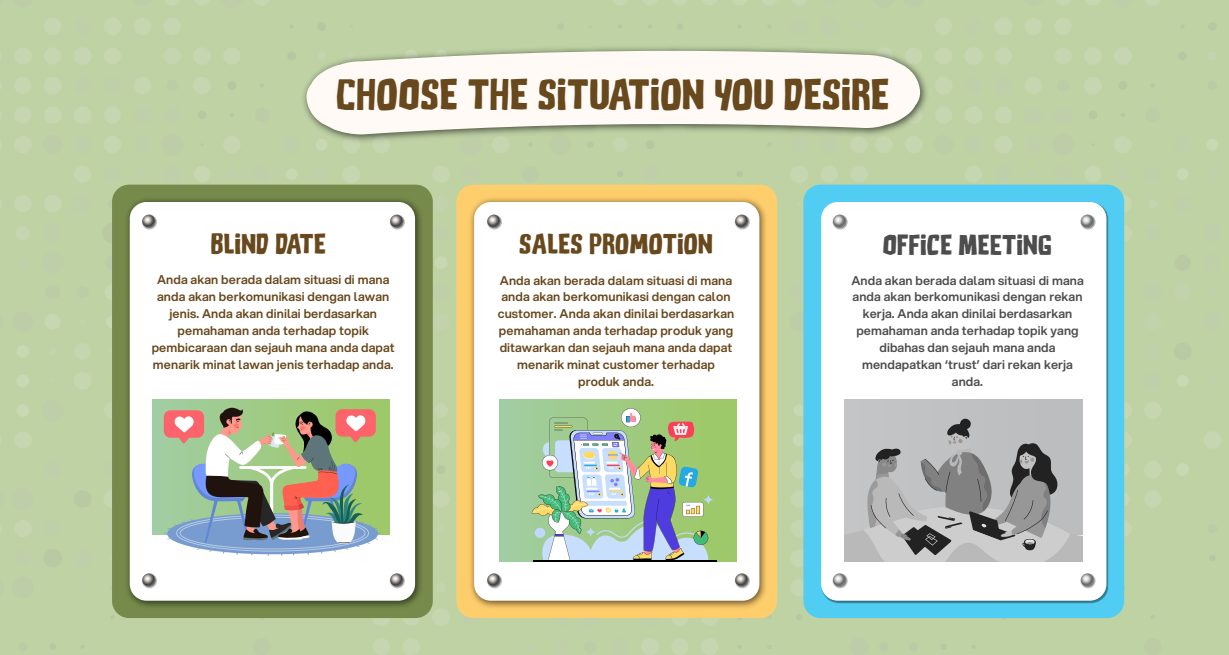 CHOOSE THE SiTUATiON YOU DESiRE
BLiND DATE
Anda akan berada dalam situasi di mana
anda akan berkomunikasi dengan lawan
jenis. Anda akan dinilai berdasarkan
pemahaman anda terhadap topik
pembicaraan dan sejauh mana anda dapat
menarik minat lawan jenis terhadap anda.
SALES PROMOTiON
Anda akan berada dalam situasi di mana
anda akan berkomunikasi dengan calon
customer. Anda akan dinilai berdasarkan
pemahaman anda terhadap produk yang
ditawarkan dan sejauh mana anda dapat
menarik minat customer terhadap
produk anda.
OFFiCE MEETiNG
Anda akan berada dalam situasi di mana
anda akan berkomunikasi dengan rekan
kerja. Anda akan dinilai berdasarkan
pemahaman anda terhadap topik yang
dibahas dan sejauh mana anda
mendapatkan ‘trust’ dari rekan kerja
anda.